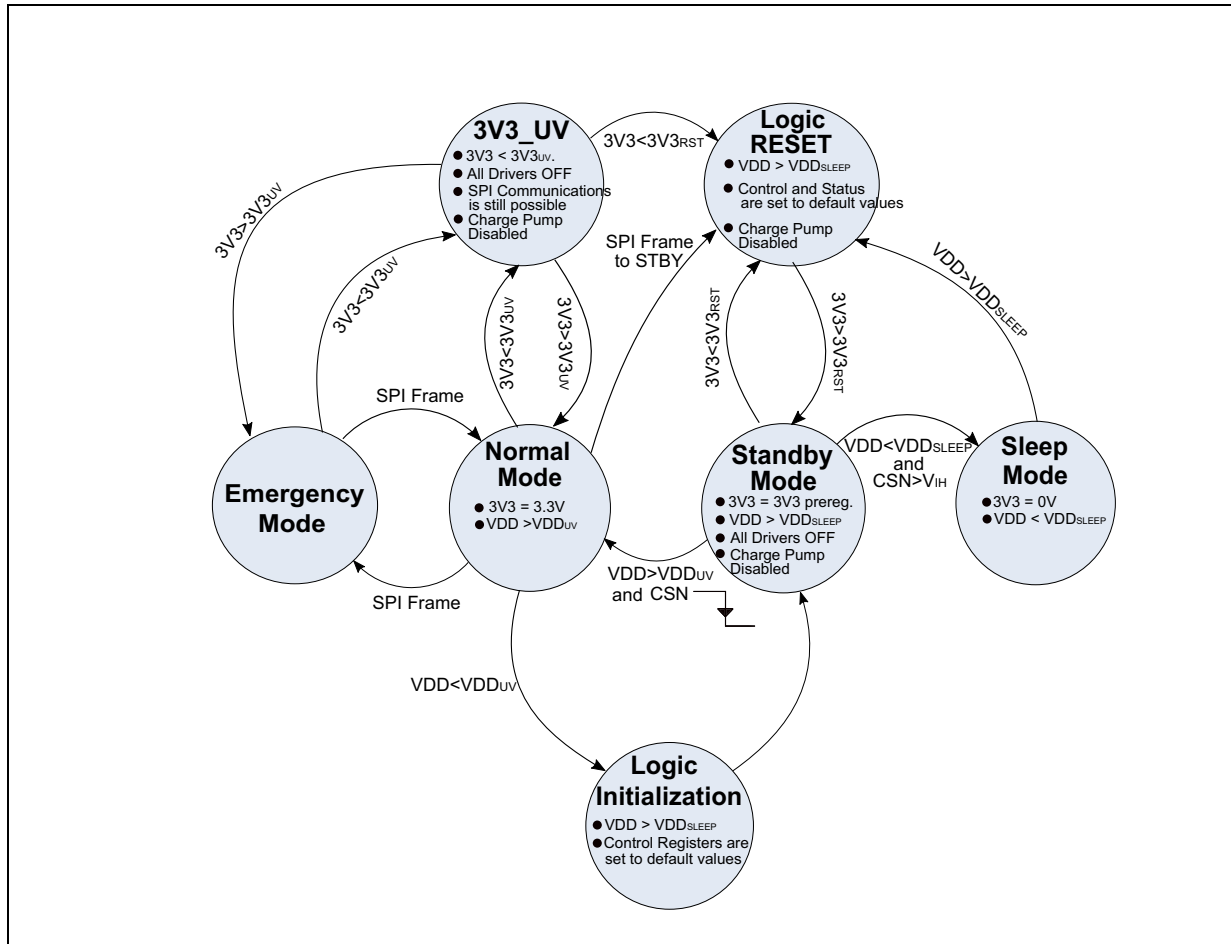 3V3_UV
● 3V3 < 3V3UV.
● All Drivers OFF
● SPI Communications
is still possible
● Charge Pump
Disabled
3V3<3V3RST
Logic
RESET
● VDD > VDDSLEEP
● Control and Status
are set to default values
● Charge Pump
Disabled
3V3>3V3UV
3V3<3V3UV
3V3<3V3UV
3V3>3V3UV
SPI Frame
to STBY
3V3<3V3RST
3V3>3V3RST
VDD>VDDSLEEP
SPI Frame
Emergency
Mode
SPI Frame
Normal
Mode
● 3V3 = 3.3V
● VDD >VDDUV
VDD>VDDUV
and CSN
Standby
Mode
● 3V3 = 3V3 prereg.
● VDD > VDDSLEEP
● All Drivers OFF
● Charge Pump
Disabled
VDD<VDDSLEEP
and
CSN>VIH
Sleep
Mode
● 3V3 = 0V
● VDD < VDDSLEEP
VDD<VDDUV
Logic
Initialization
● VDD > VDDSLEEP
● Control Registers are
set to default values